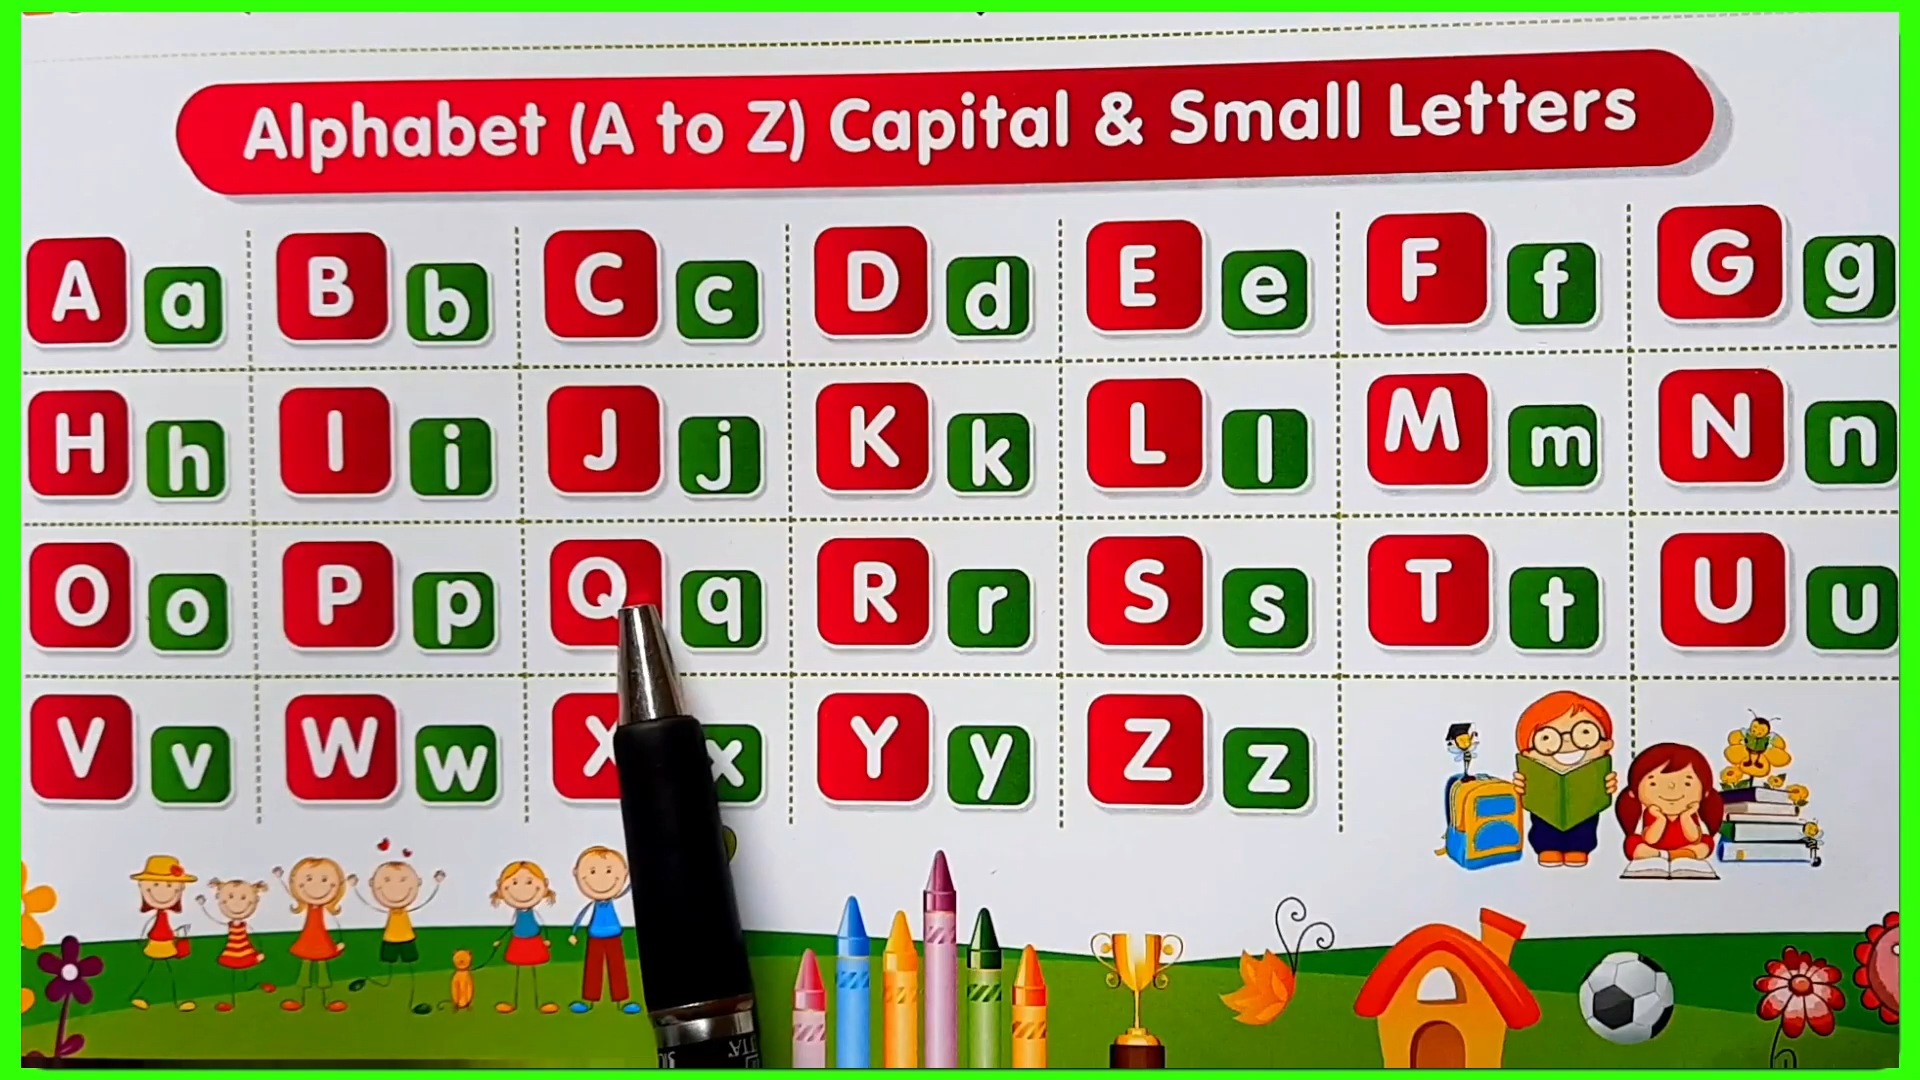 Alphabet (A to Z) Capital & Small Letters
A a B b C c D d E e F f G g
H h I i J j K k L l M m N n
O o P p Q q R r S s T t U u
V v W w X x Y y Z z